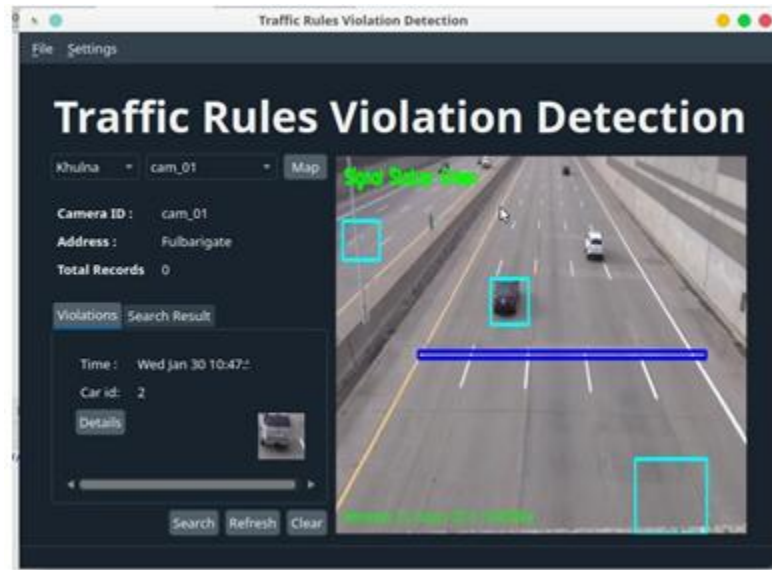 Traffic Rules Violation Detection
File Settings
Traffic Rules Violation Detection
Khulna cam_01 Map
Camera ID : cam_01
Address : Fulbarigate
Total Records 0
Violations Search Result
Time : Wed Jan 30 10:47:
Car id: 2
Details
Search Refresh Clear